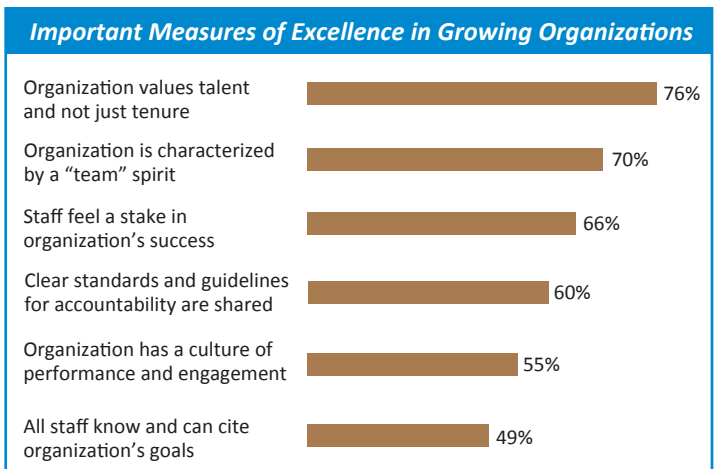 Important Measures of Excellence in Growing Organizations
Organization values talent
and not just tenure
76%
Organization is characterized
by a “team” spirit
70%
Staff feel a stake in
organization’s success
66%
Clear standards and guidelines
for accountability are shared
60%
Organization has a culture of
performance and engagement
55%
All staff know and can cite
organization’s goals
49%